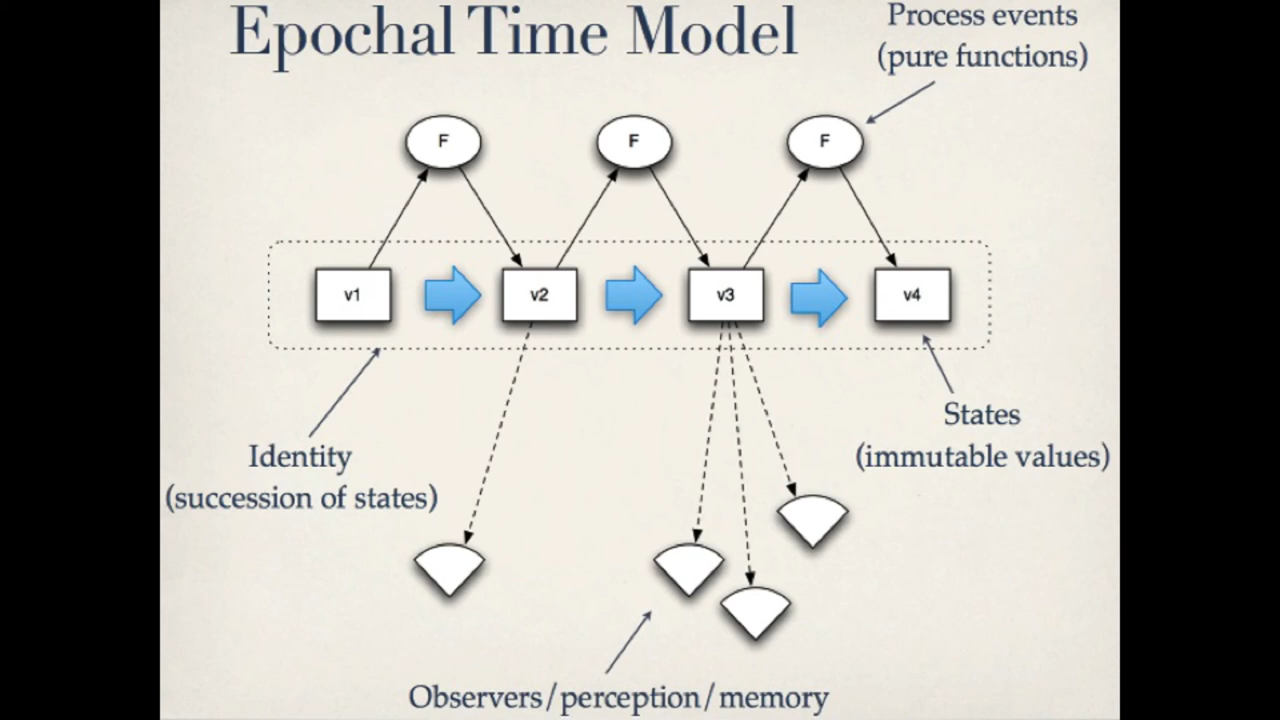 Epochal Time Model
Process events
(pure functions)
F
F
F
v1
v2
v3
v4
Identity
(succession of states)
States
(immutable values)
Observers/perception/memory